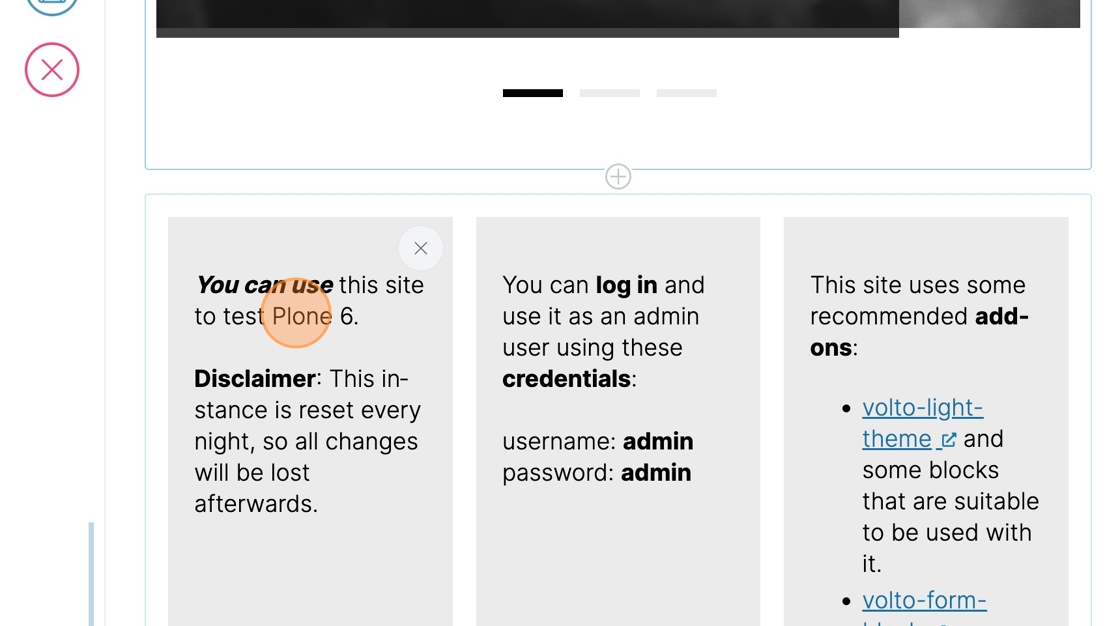 You can use this site
to test Plone 6.
Disclaimer: This in-
stance is reset every
night, so all changes
will be lost
afterwards.
You can log in and
use it as an admin
user using these
credentials:
username: admin
password: admin
This site uses some
recommended add-
ons:
volto-light-
theme and
some blocks
that are suitable
to be used with
it.
volto-form-